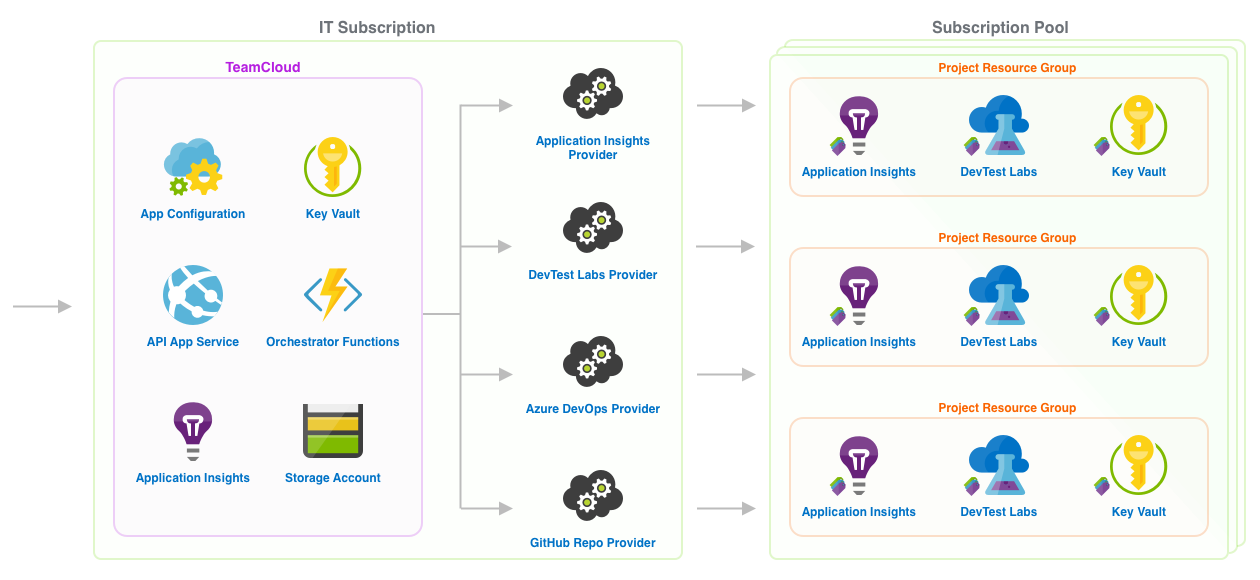 IT Subscription
TeamCloud
App Configuration
Key Vault
API App Service
Orchestrator Functions
Application Insights
Storage Account
Application Insights
Provider
DevTest Labs Provider
Azure DevOps Provider
GitHub Repo Provider
Subscription Pool
Project Resource Group
Application Insights
DevTest Labs
Key Vault
Project Resource Group
Application Insights
DevTest Labs
Key Vault
Project Resource Group
Application Insights
DevTest Labs
Key Vault